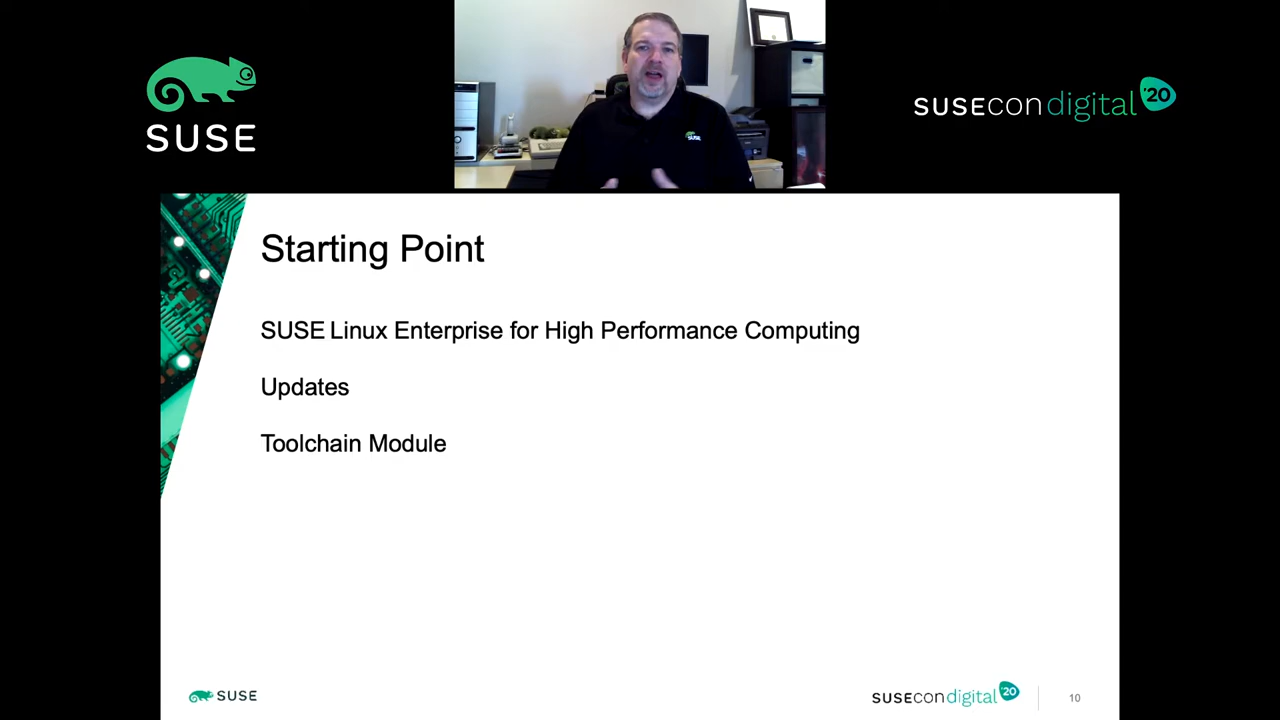 SUSE
SUSE
SUSECON digital '20
Starting Point
SUSE Linux Enterprise for High Performance Computing
Updates
Toolchain Module
SUSE
SUSECON digital '20
10